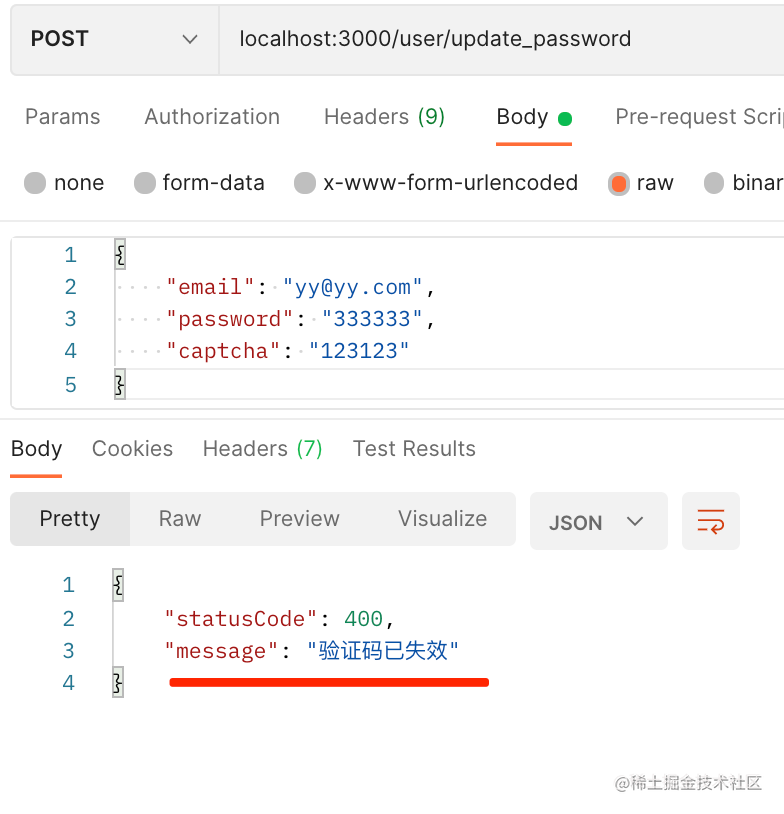 POST localhost:3000/user/update_password
Params Authorization Headers (9) Body Pre-request Scri
none form-data x-www-form-urlencoded raw binar
1 {
2 "email": "yy@yy.com",
3 "password": "333333",
4 "captcha": "123123"
5 }
Body Cookies Headers (7) Test Results
Pretty Raw Preview Visualize JSON
1 {
2 "statusCode": 400,
3 "message": "验证码已失效"
4 }
@稀土掘金技术社区